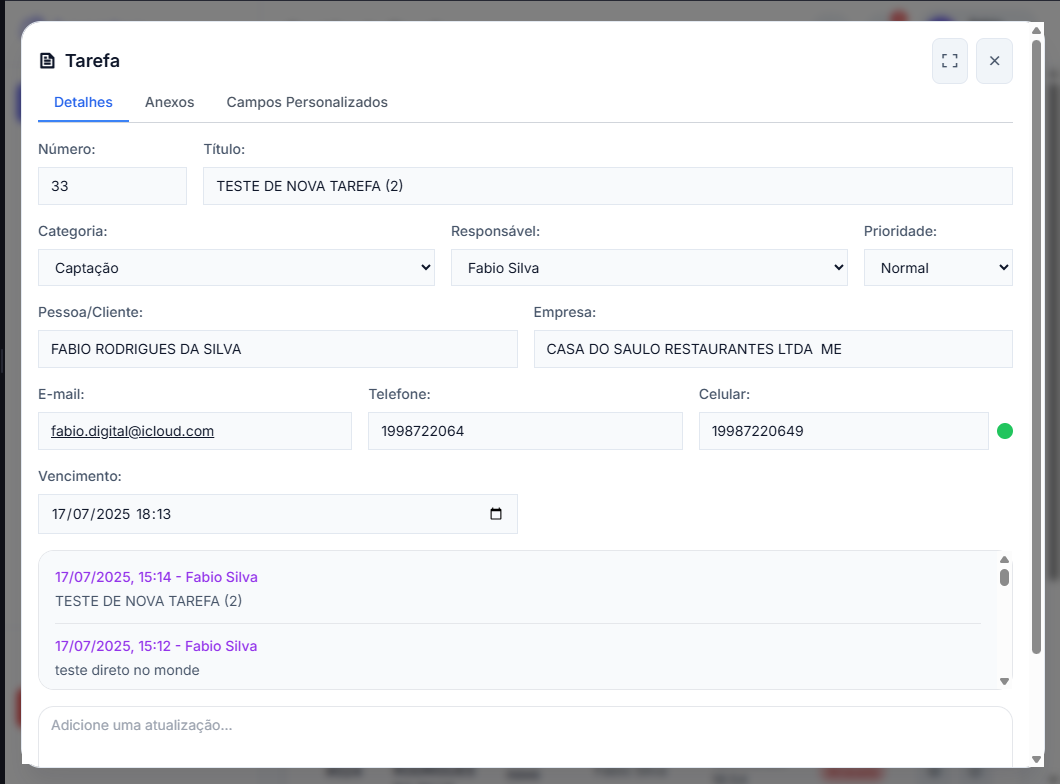 Tarefa
Detalhes Anexos Campos Personalizados
Número: Título:
33 TESTE DE NOVA TAREFA (2)
Categoria: Responsável: Prioridade:
Captação Fabio Silva Normal
Pessoa/Cliente: Empresa:
FABIO RODRIGUES DA SILVA CASA DO SAULO RESTAURANTES LTDA  ME
E-mail: Telefone: Celular:
fabio.digital@icloud.com 1998722064 19987220649
Vencimento:
17/07/2025 18:13
17/07/2025, 15:14 - Fabio Silva
TESTE DE NOVA TAREFA (2)
17/07/2025, 15:12 - Fabio Silva
teste direto no monde
Adicione uma atualização...